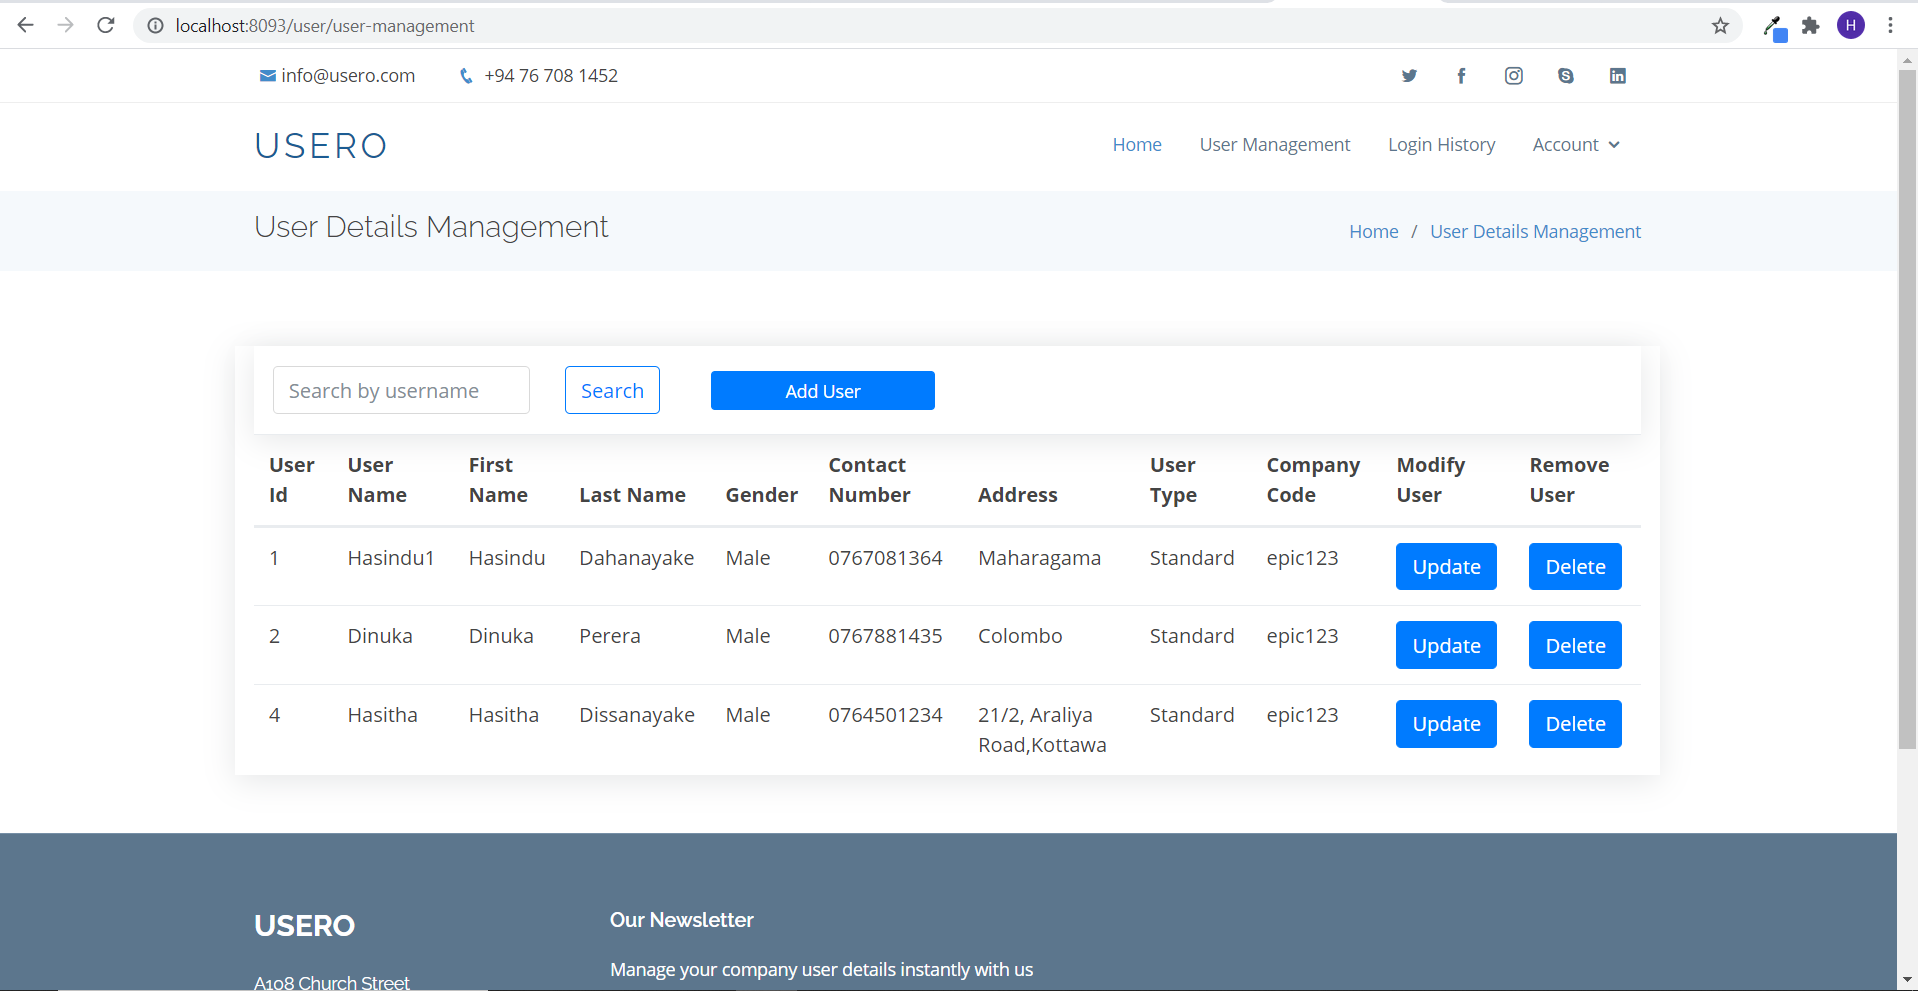 localhost:8093/user/user-management
H
info@usero.com +94 76 708 1452
USERO
Home User Management Login History Account
User Details Management
Home / User Details Management
Search by username Search Add User
User Id User Name First Name Last Name Gender Contact Number Address User Type Company Code Modify User Remove User
1 Hasindu1 Hasindu Dahanayake Male 0767081364 Maharagama Standard epic123 Update Delete
2 Dinuka Dinuka Perera Male 0767881435 Colombo Standard epic123 Update Delete
4 Hasitha Hasitha Dissanayake Male 0764501234 21/2, Araliya Road,Kottawa Standard epic123 Update Delete
USERO
A108 Church Street
Our Newsletter
Manage your company user details instantly with us